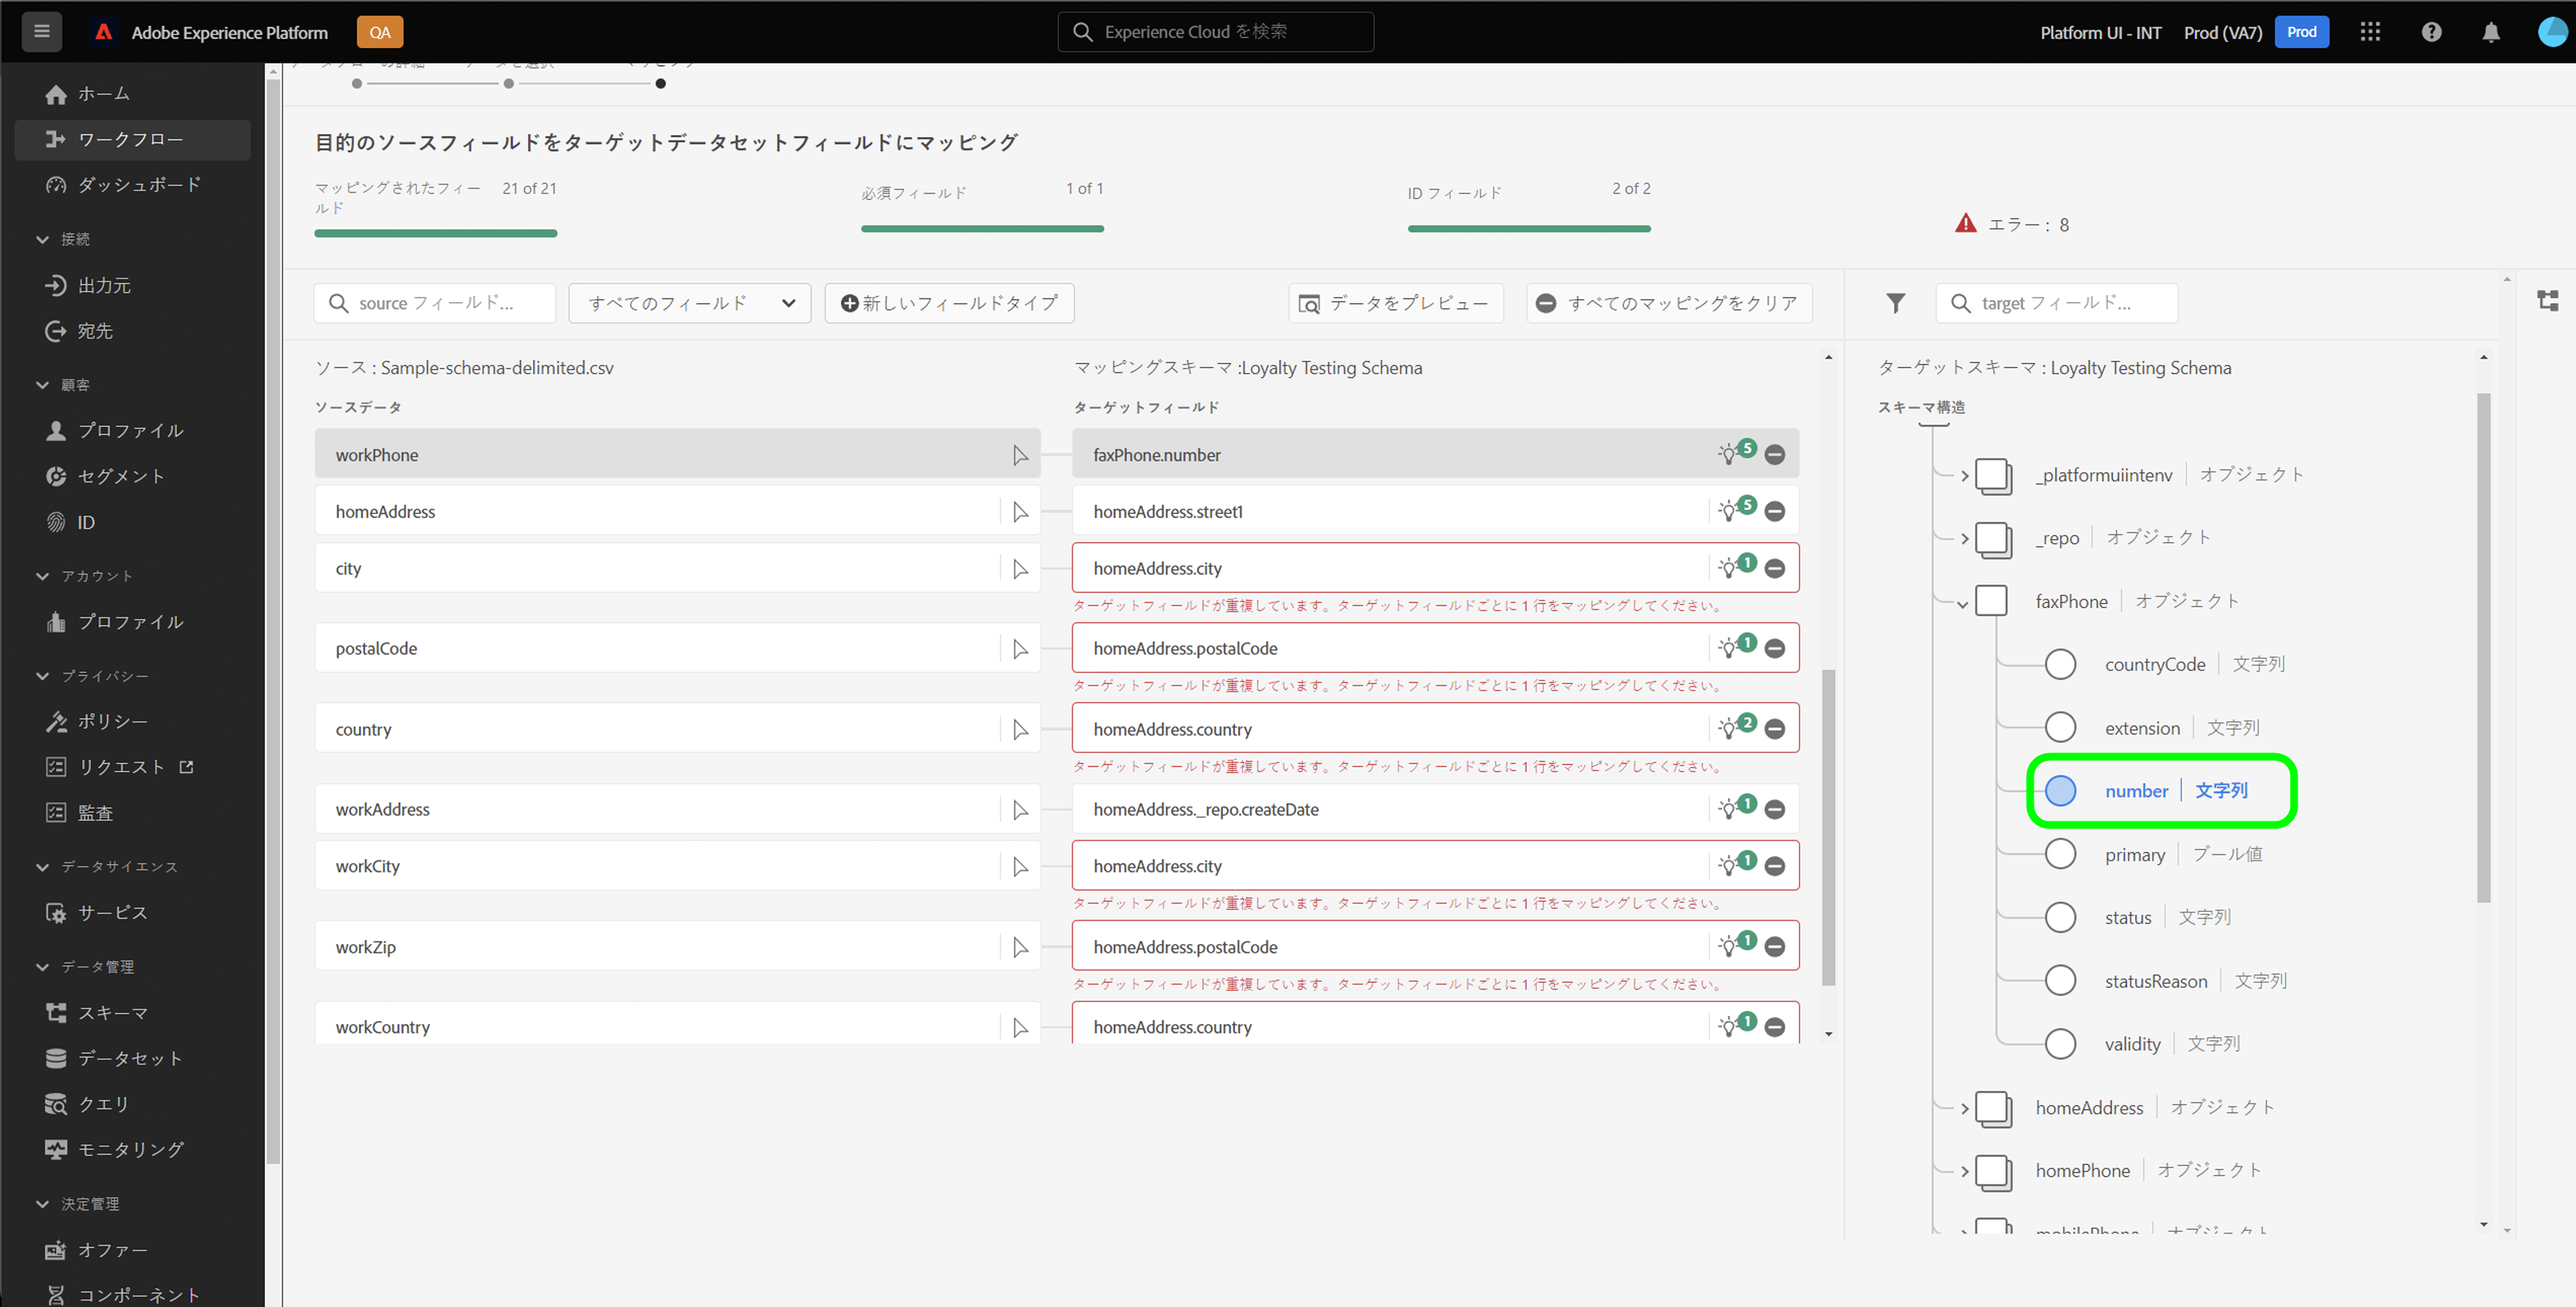 Adobe Experience Platform
QA
Experience Cloud を検索
Platform UI - INT
Prod (VA7)
Prod
ホーム
ワークフロー
ダッシュボード
接続
出力元
宛先
顧客
プロファイル
セグメント
ID
アカウント
プロファイル
プライバシー
ポリシー
リクエスト
監査
データサイエンス
サービス
データ管理
スキーマ
データセット
クエリ
モニタリング
決定管理
オファー
コンポーネント
目的のソースフィールドをターゲットデータセットフィールドにマッピング
マッピングされたフィー
ルド
21 of 21
必須フィールド
1 of 1
ID フィールド
2 of 2
エラー : 8
source フィールド...
すべてのフィールド
新しいフィールドタイプ
データをプレビュー
すべてのマッピングをクリア
target フィールド...
ソース : Sample-schema-delimited.csv
マッピングスキーマ :Loyalty Testing Schema
ソースデータ
ターゲットフィールド
workPhone
faxPhone.number
5
homeAddress
homeAddress.street1
5
city
homeAddress.city
1
ターゲットフィールドが重複しています。ターゲットフィールドごとに 1 行をマッピングしてください。
postalCode
homeAddress.postalCode
1
ターゲットフィールドが重複しています。ターゲットフィールドごとに 1 行をマッピングしてください。
country
homeAddress.country
2
ターゲットフィールドが重複しています。ターゲットフィールドごとに 1 行をマッピングしてください。
workAddress
homeAddress._repo.createDate
1
workCity
homeAddress.city
1
ターゲットフィールドが重複しています。ターゲットフィールドごとに 1 行をマッピングしてください。
workZip
homeAddress.postalCode
1
ターゲットフィールドが重複しています。ターゲットフィールドごとに 1 行をマッピングしてください。
workCountry
homeAddress.country
1
ターゲットスキーマ : Loyalty Testing Schema
スキーマ構造
_platformuiintenv オブジェクト
_repo オブジェクト
faxPhone オブジェクト
countryCode 文字列
extension 文字列
number 文字列
primary ブール値
status 文字列
statusReason 文字列
validity 文字列
homeAddress オブジェクト
homePhone オブジェクト
mobilePhone オブジェクト